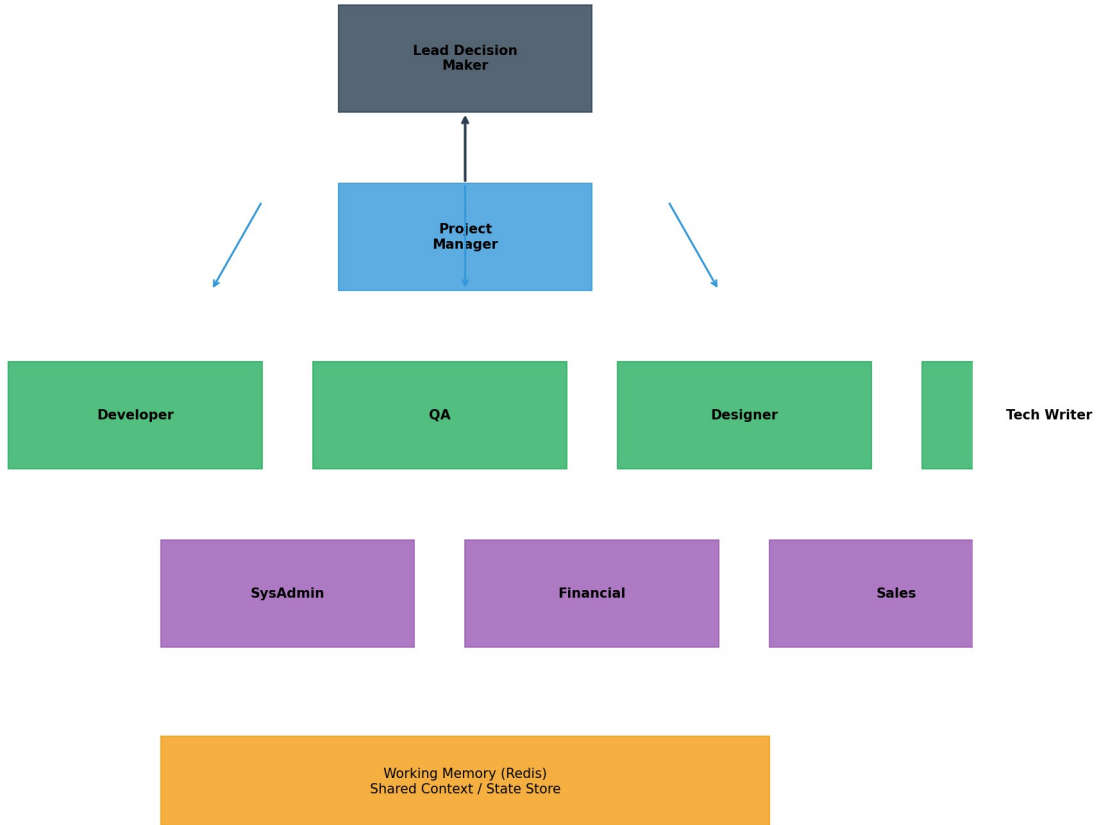 Lead Decision
Maker
Project
Manager
Developer
QA
Designer
Tech Writer
SysAdmin
Financial
Sales
Working Memory (Redis)
Shared Context / State Store